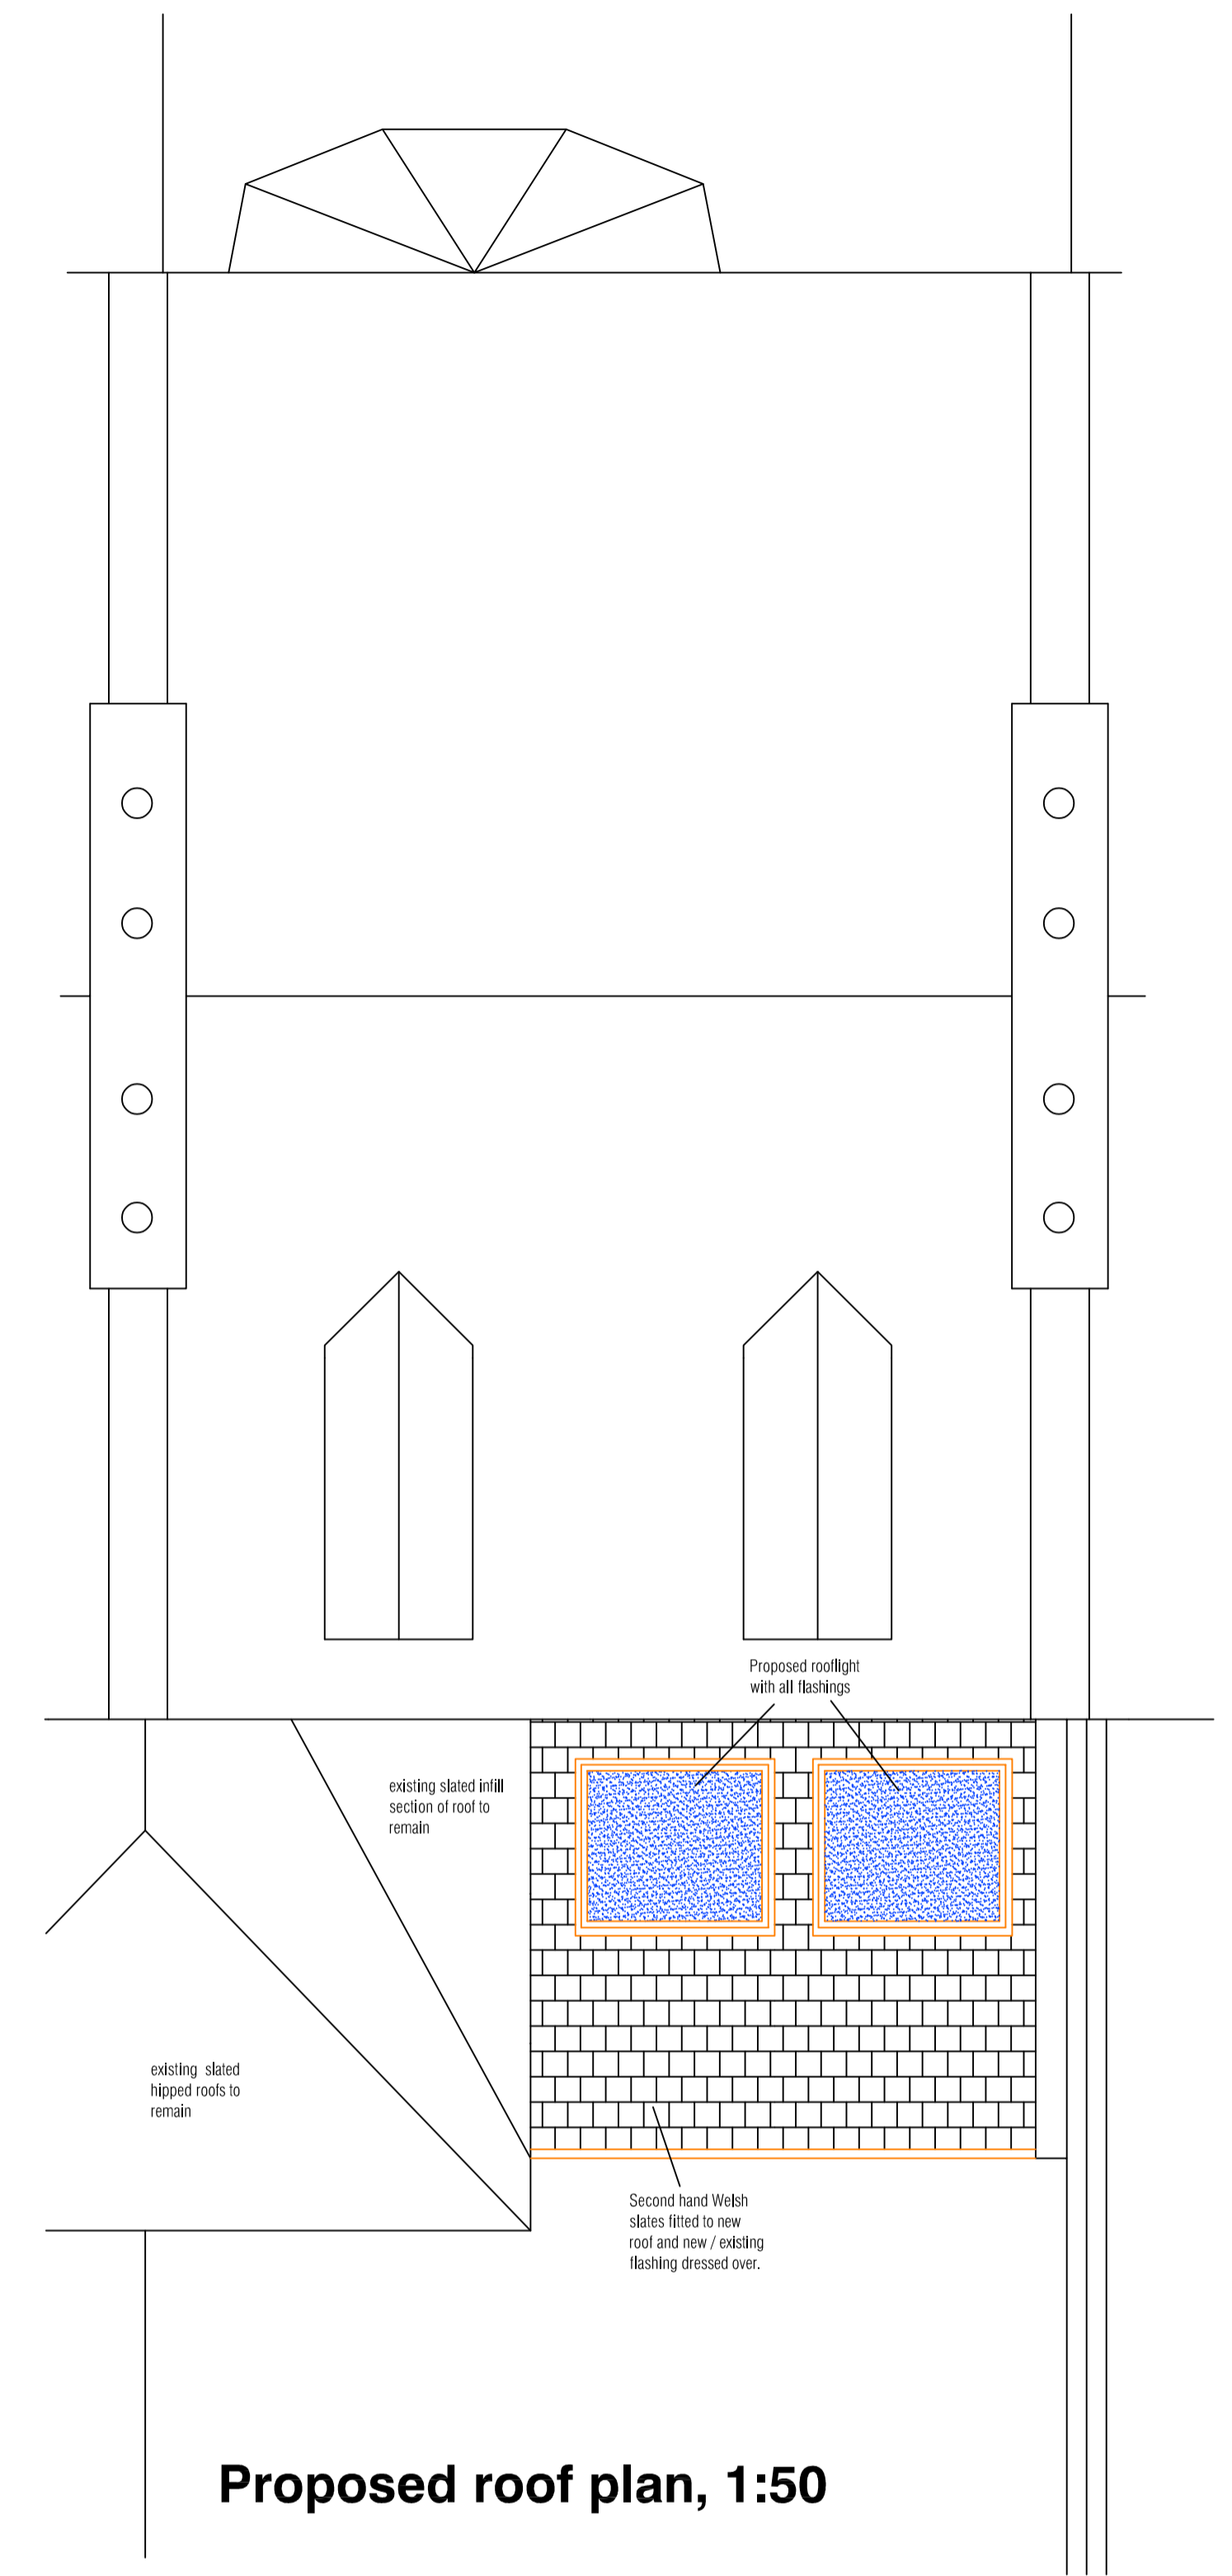 Proposed rooflight
with all flashings
existing slated infill
section of roof to
remain
existing slated
hipped roofs to
remain
Second hand Welsh
slates fitted to new
roof and new / existing
flashing dressed over.
Proposed roof plan, 1:50